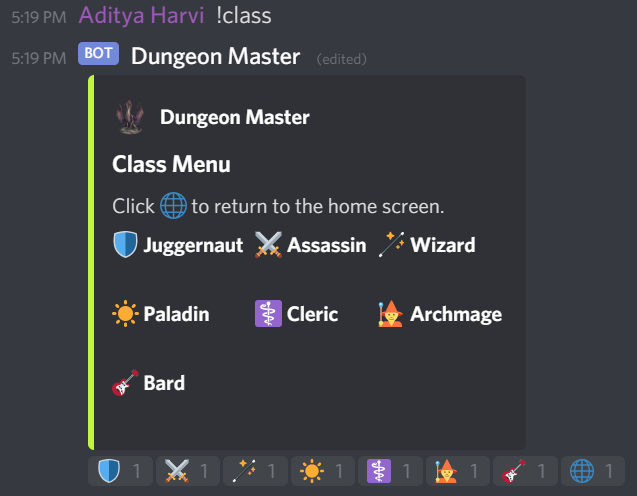 5:19 PM Aditya Harvi !class
5:19 PM BOT Dungeon Master (edited)
Dungeon Master
Class Menu
Click to return to the home screen.
Juggernaut Assassin Wizard
Paladin Cleric Archmage
Bard
1 1 1 1 1 1 1 1